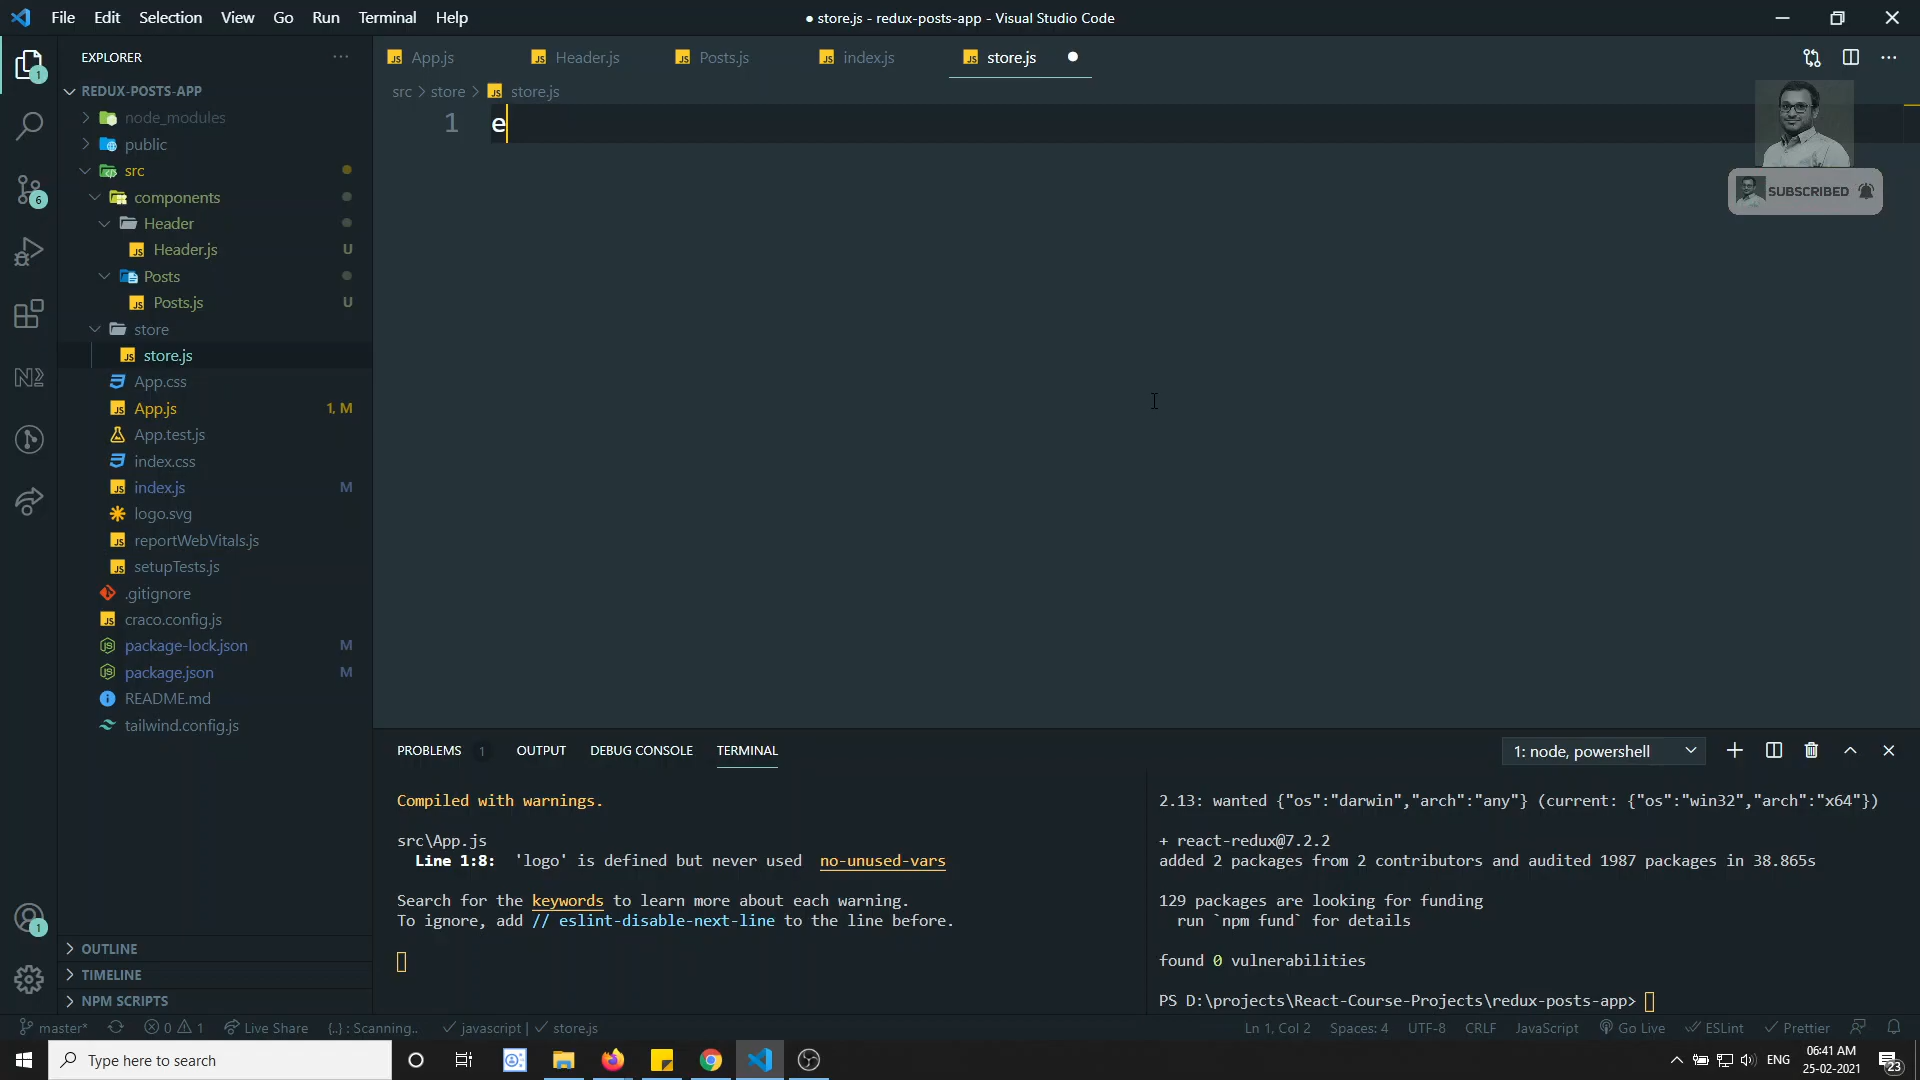 File Edit Selection View Go Run Terminal Help
● store.js - redux-posts-app - Visual Studio Code
EXPLORER
App.js
Header.js
Posts.js
index.js
store.js
src > store > store.js
REDUX-POSTS-APP
node_modules
public
src
components
Header
Header.js U
Posts
Posts.js U
store
store.js
App.css
App.js 1, M
App.test.js
index.css
index.js M
logo.svg
reportWebVitals.js
setupTests.js
.gitignore
craco.config.js
package-lock.json M
package.json M
README.md
tailwind.config.js
OUTLINE
TIMELINE
NPM SCRIPTS
1
6
1
1 e
SUBSCRIBED
PROBLEMS 1 OUTPUT DEBUG CONSOLE TERMINAL
1: node, powershell
Compiled with warnings.
src\App.js
Line 1:8: 'logo' is defined but never used no-unused-vars
Search for the keywords to learn more about each warning.
To ignore, add // eslint-disable-next-line to the line before.
2.13: wanted {"os":"darwin","arch":"any"} (current: {"os":"win32","arch":"x64"})
+ react-redux@7.2.2
added 2 packages from 2 contributors and audited 1987 packages in 38.865s
129 packages are looking for funding
run `npm fund` for details
found 0 vulnerabilities
PS D:\projects\React-Course-Projects\redux-posts-app>
master* 0 1 Live Share {..} : Scanning.. javascript | store.js
Ln 1, Col 2 Spaces: 4 UTF-8 CRLF JavaScript Go Live ESLint Prettier
Type here to search
ENG
06:41 AM
25-02-2021
23